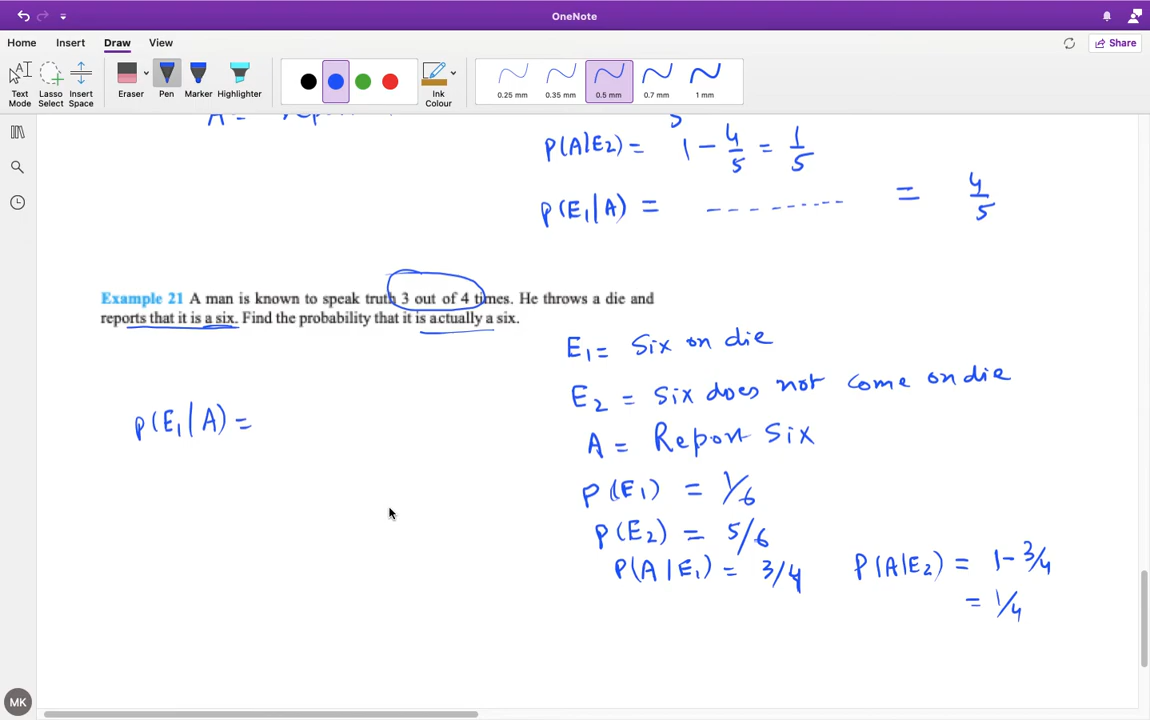 OneNote
Home Insert Draw View
Share
Text Mode
Lasso Select
Insert Space
Eraser
Pen
Marker
Highlighter
Ink Colour
0.25 mm
0.35 mm
0.5 mm
0.7 mm
1 mm
A =
5
P(A|E2) = 1 - 4/5 = 1/5
P(E1|A) = --------- = 4/5
Example 21 A man is known to speak truth 3 out of 4 times. He throws a die and
reports that it is a six. Find the probability that it is actually a six.
E1 = Six on die
E2 = Six does not come on die
A = Report Six
P(E1|A) =
P(E1) = 1/6
P(E2) = 5/6
P(A|E1) = 3/4 P(A|E2) = 1 - 3/4
= 1/4
MK